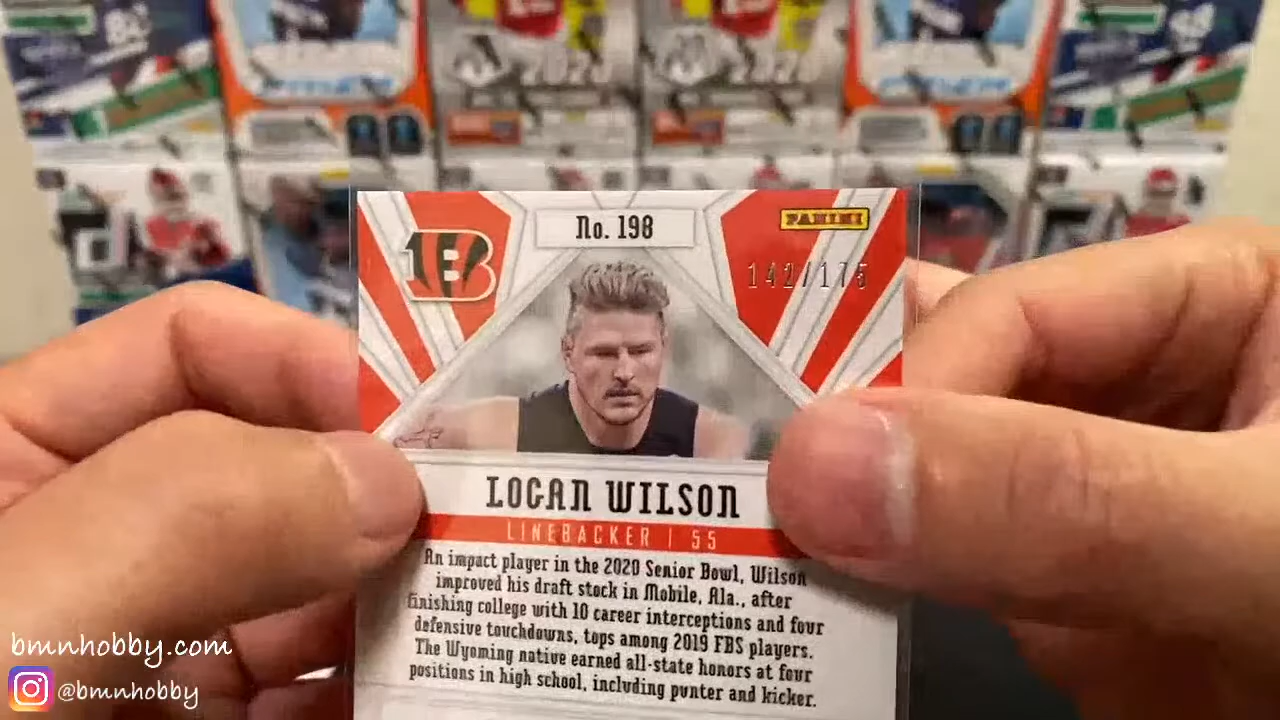 No. 198
PANINI
142/175
LOGAN WILSON
LINEBACKER | 55
An impact player in the 2020 Senior Bowl, Wilson
improved his draft stock in Mobile, Ala., after
finishing college with 10 career interceptions and four
defensive touchdowns, tops among 2019 FBS players.
The Wyoming native earned all-state honors at four
positions in high school, including punter and kicker.
bmnhobby.com
@bmnhobby